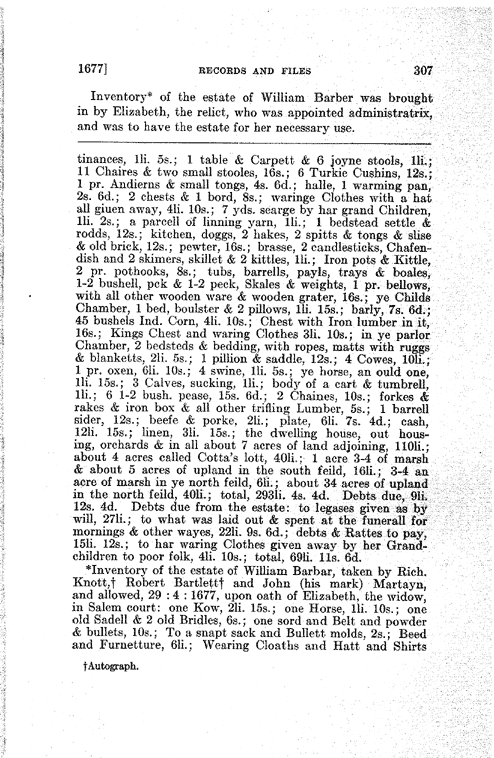 1677] RECORDS AND FILES 307
Inventory* of the estate of William Barber was brought
in by Elizabeth, the relict, who was appointed administratrix,
and was to have the estate for her necessary use.
tinances, 1li. 5s.; 1 table & Carpett & 6 joyne stools, 1li.;
11 Chaires & two small stooles, 16s.; 6 Turkie Cushins, 12s.;
1 pr. Andierns & small tongs, 4s. 6d.; halle, 1 warming pan,
2s. 6d.; 2 chests & 1 bord, 8s.; waringe Clothes with a hat
all giuen away, 4li. 10s.; 7 yds. searge by har grand Children,
1li. 2s.; a parcell of linning yarn, 1li.; 1 bedstead settle &
rodds, 12s.; kitchen, doggs, 2 hakes, 2 spitts & tongs & slise
& old brick, 12s.; pewter, 16s.; brasse, 2 candlesticks, Chafen-
dish and 2 skimers, skillet & 2 kittles, 1li.; Iron pots & Kittle,
2 pr. pothooks, 8s.; tubs, barrells, payls, trays & boales,
1-2 bushell, pck & 1-2 peck, Skales & weights, 1 pr. bellows,
with all other wooden ware & wooden grater, 16s.; ye Childs
Chamber, 1 bed, boulster & 2 pillows, 1li. 15s.; barly, 7s. 6d.;
45 bushels Ind. Corn, 4li. 10s.; Chest with Iron lumber in it,
16s.; Kings Chest and waring Clothes 3li. 10s.; in ye parlor
Chamber, 2 bedsteds & bedding, with ropes, matts with ruggs
& blanketts, 2li. 5s.; 1 pillion & saddle, 12s.; 4 Cowes, 10li.;
1 pr. oxen, 6li. 10s.; 4 swine, 1li. 5s.; ye horse, an ould one,
1li. 15s.; 3 Calves, sucking, 1li.; body of a cart & tumbrell,
1li.; 6 1-2 bush. pease, 15s. 6d.; 2 Chaines, 10s.; forkes &
rakes & iron box & all other trifling Lumber, 5s.; 1 barrell
sider, 12s.; beefe & porke, 2li.; plate, 6li. 7s. 4d.; cash,
12li. 15s.; linen, 3li. 15s.; the dwelling house, out hous-
ing, orchards & in all about 7 acres of land adjoining, 110li.;
about 4 acres called Cotta's lott, 40li.; 1 acre 3-4 of marsh
& about 5 acres of upland in the south feild, 16li.; 3-4 an
acre of marsh in ye north feild, 6li.; about 34 acres of upland
in the north feild, 40li.; total, 293li. 4s. 4d. Debts due, 9li.
12s. 4d. Debts due from the estate: to legases given as by
will, 27li.; to what was laid out & spent at the funerall for
mornings & other wayes, 22li. 9s. 6d.; debts & Rattes to pay,
15li. 12s.; to har waring Clothes given away by her Grand-
children to poor folk, 4li. 10s.; total, 69li. 11s. 6d.
*Inventory of the estate of William Barbar, taken by Rich.
Knott,† Robert Bartlett† and John (his mark) Martayn,
and allowed, 29 : 4 : 1677, upon oath of Elizabeth, the widow,
in Salem court: one Kow, 2li. 15s.; one Horse, 1li. 10s.; one
old Sadell & 2 old Bridles, 6s.; one sord and Belt and powder
& bullets, 10s.; To a snapt sack and Bullett molds, 2s.; Beed
and Furnetture, 6li.; Wearing Cloaths and Hatt and Shirts
†Autograph.